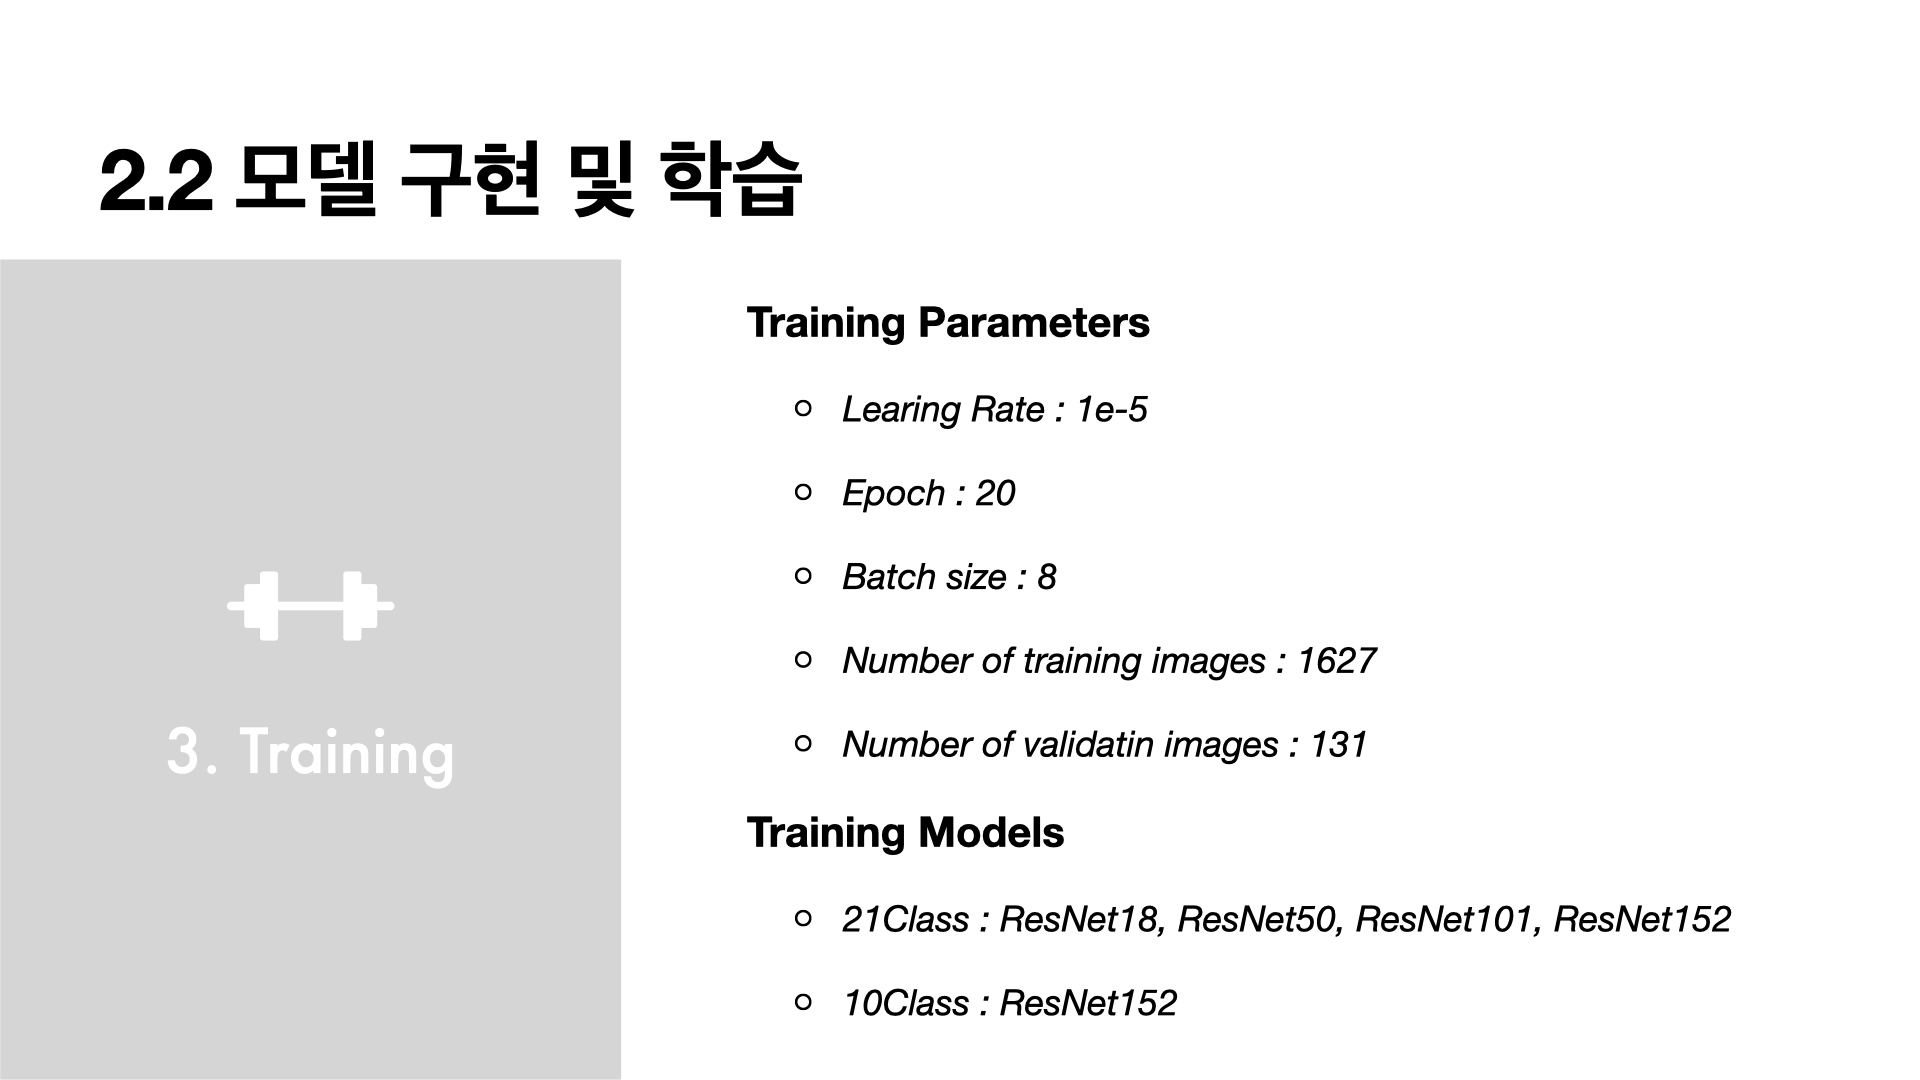 2.2 모델 구현 및 학습
3. Training
Training Parameters
Learing Rate : 1e-5
Epoch : 20
Batch size : 8
Number of training images : 1627
Number of validatin images : 131
Training Models
21Class : ResNet18, ResNet50, ResNet101, ResNet152
10Class : ResNet152